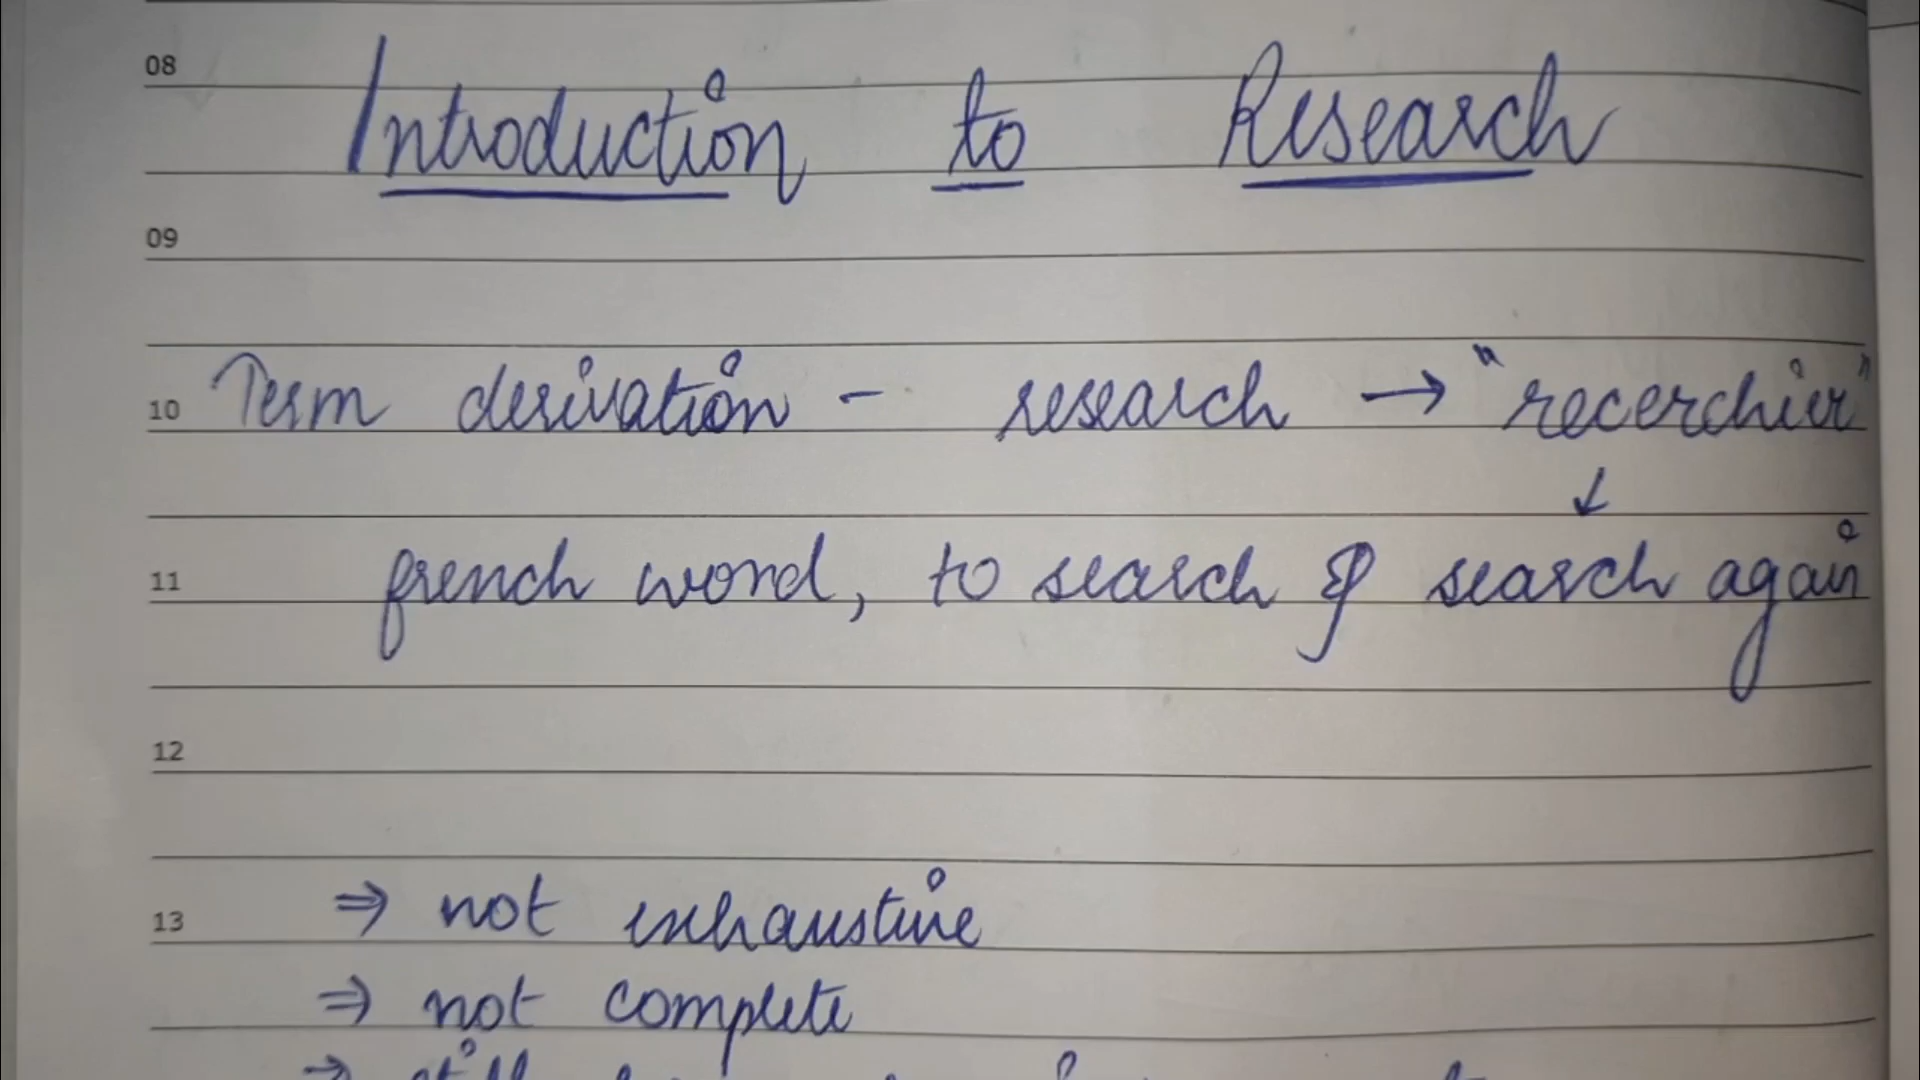 08
Introduction to Research
09
10 Term derivation - research → "recerchier"
↓
11 french word, to search & search again
12
13 ⇒ not exhaustive
⇒ not complete
⇒ still